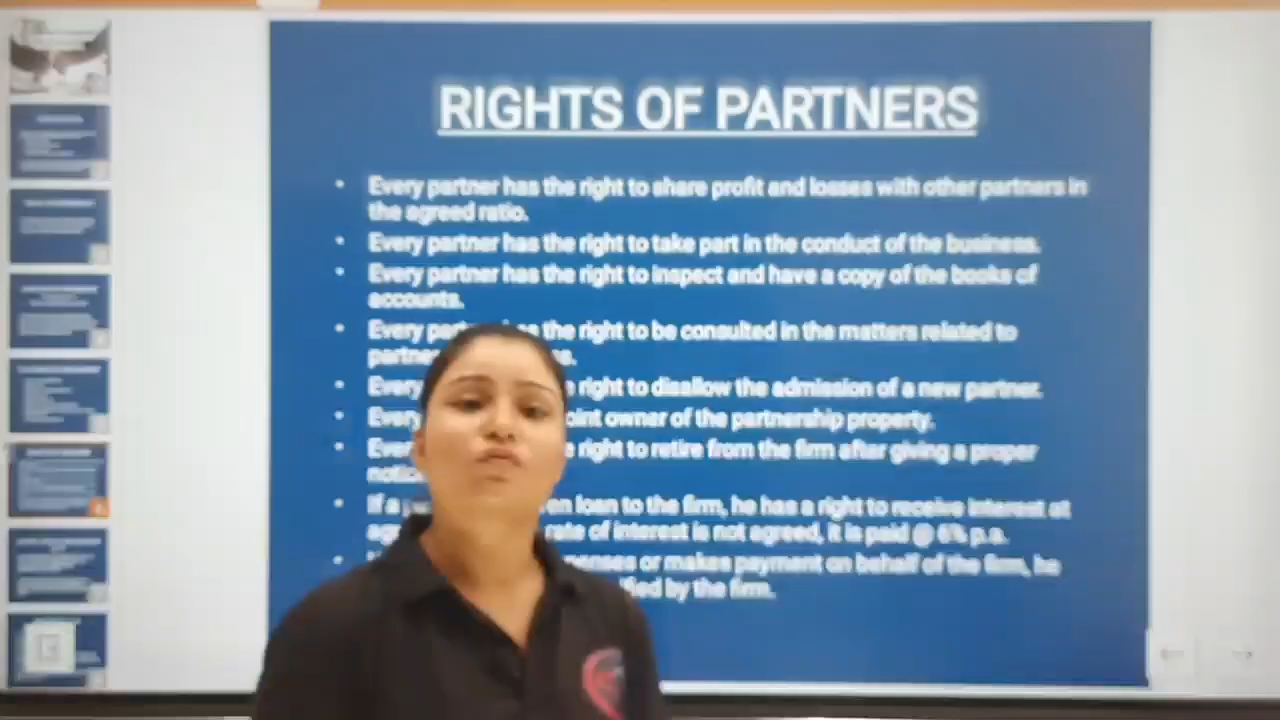 RIGHTS OF PARTNERS
• Every partner has the right to share profit and losses with other partners in
the agreed ratio.
• Every partner has the right to take part in the conduct of the business.
• Every partner has the right to inspect and have a copy of the books of
accounts.
• Every the right to be consulted in the matters related to
• Every right to disallow the admission of a new partner.
• Every owner of the partnership property.
• right to retire from the firm after giving a proper
• If a loan to the firm, he has a right to receive interest at
rate of interest is not agreed, it is paid @ 6% p.a.
• or makes payment on behalf of the firm, he
by the firm.